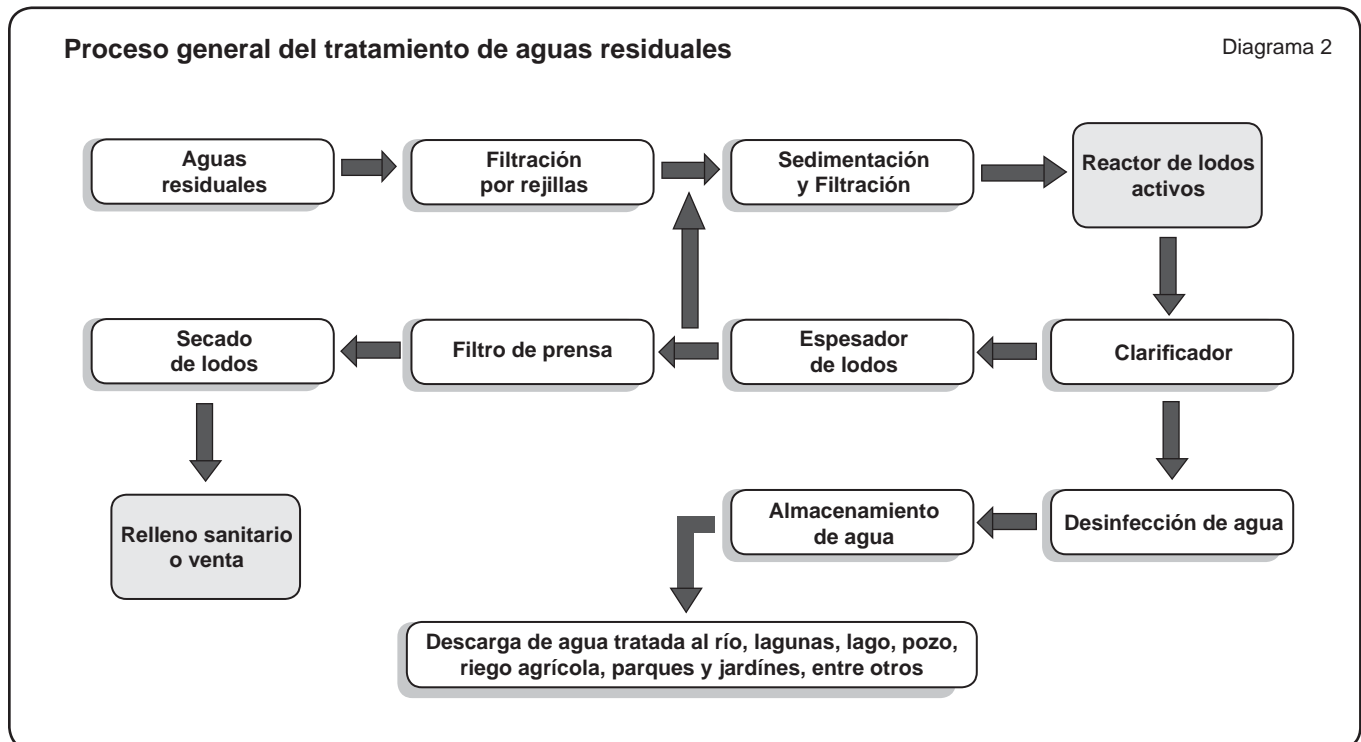 Proceso general del tratamiento de aguas residuales
Diagrama 2
Aguas
residuales
Filtración
por rejillas
Sedimentación
y Filtración
Reactor de lodos
activos
Secado
de lodos
Filtro de prensa
Espesador
de lodos
Clarificador
Relleno sanitario
o venta
Almacenamiento
de agua
Desinfección de agua
Descarga de agua tratada al río, lagunas, lago, pozo,
riego agrícola, parques y jardínes, entre otros